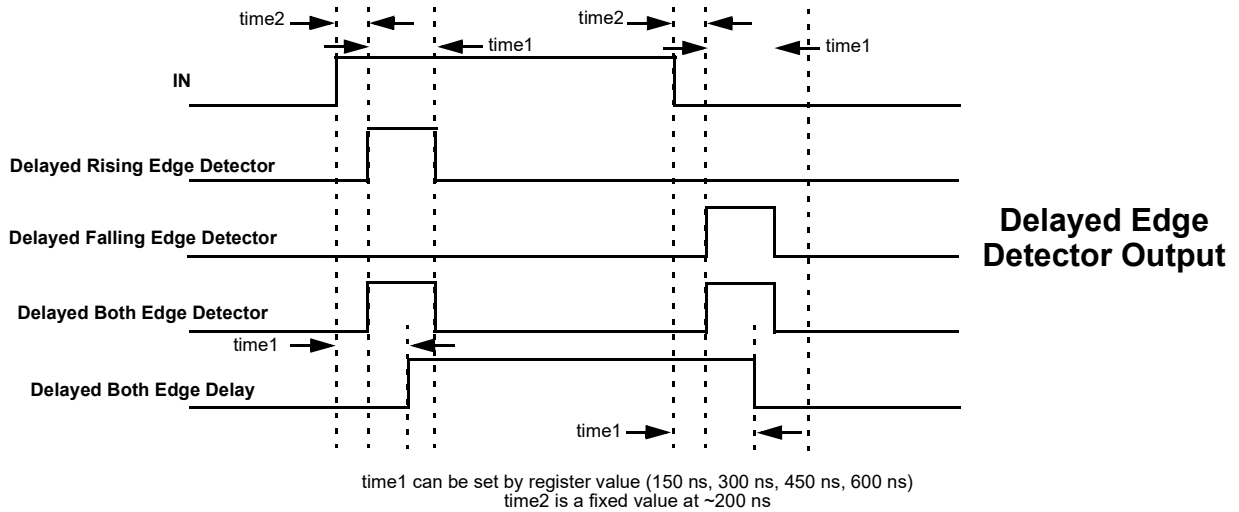 time2
time2
time1
time1
IN
Delayed Rising Edge Detector
Delayed Falling Edge Detector
Delayed Edge
Detector Output
Delayed Both Edge Detector
time1
Delayed Both Edge Delay
time1
time1 can be set by register value (150 ns, 300 ns, 450 ns, 600 ns)
time2 is a fixed value at ~200 ns